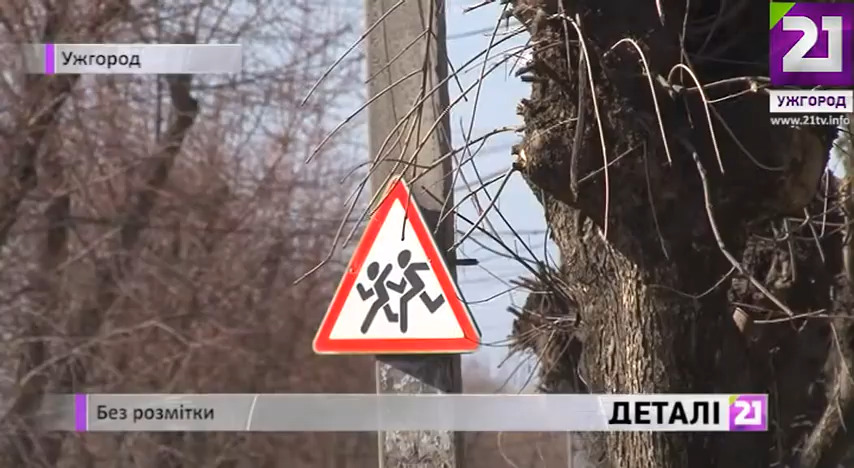 Ужгород
21
УЖГОРОД
www.21tv.info
Без розмітки
ДЕТАЛІ 21